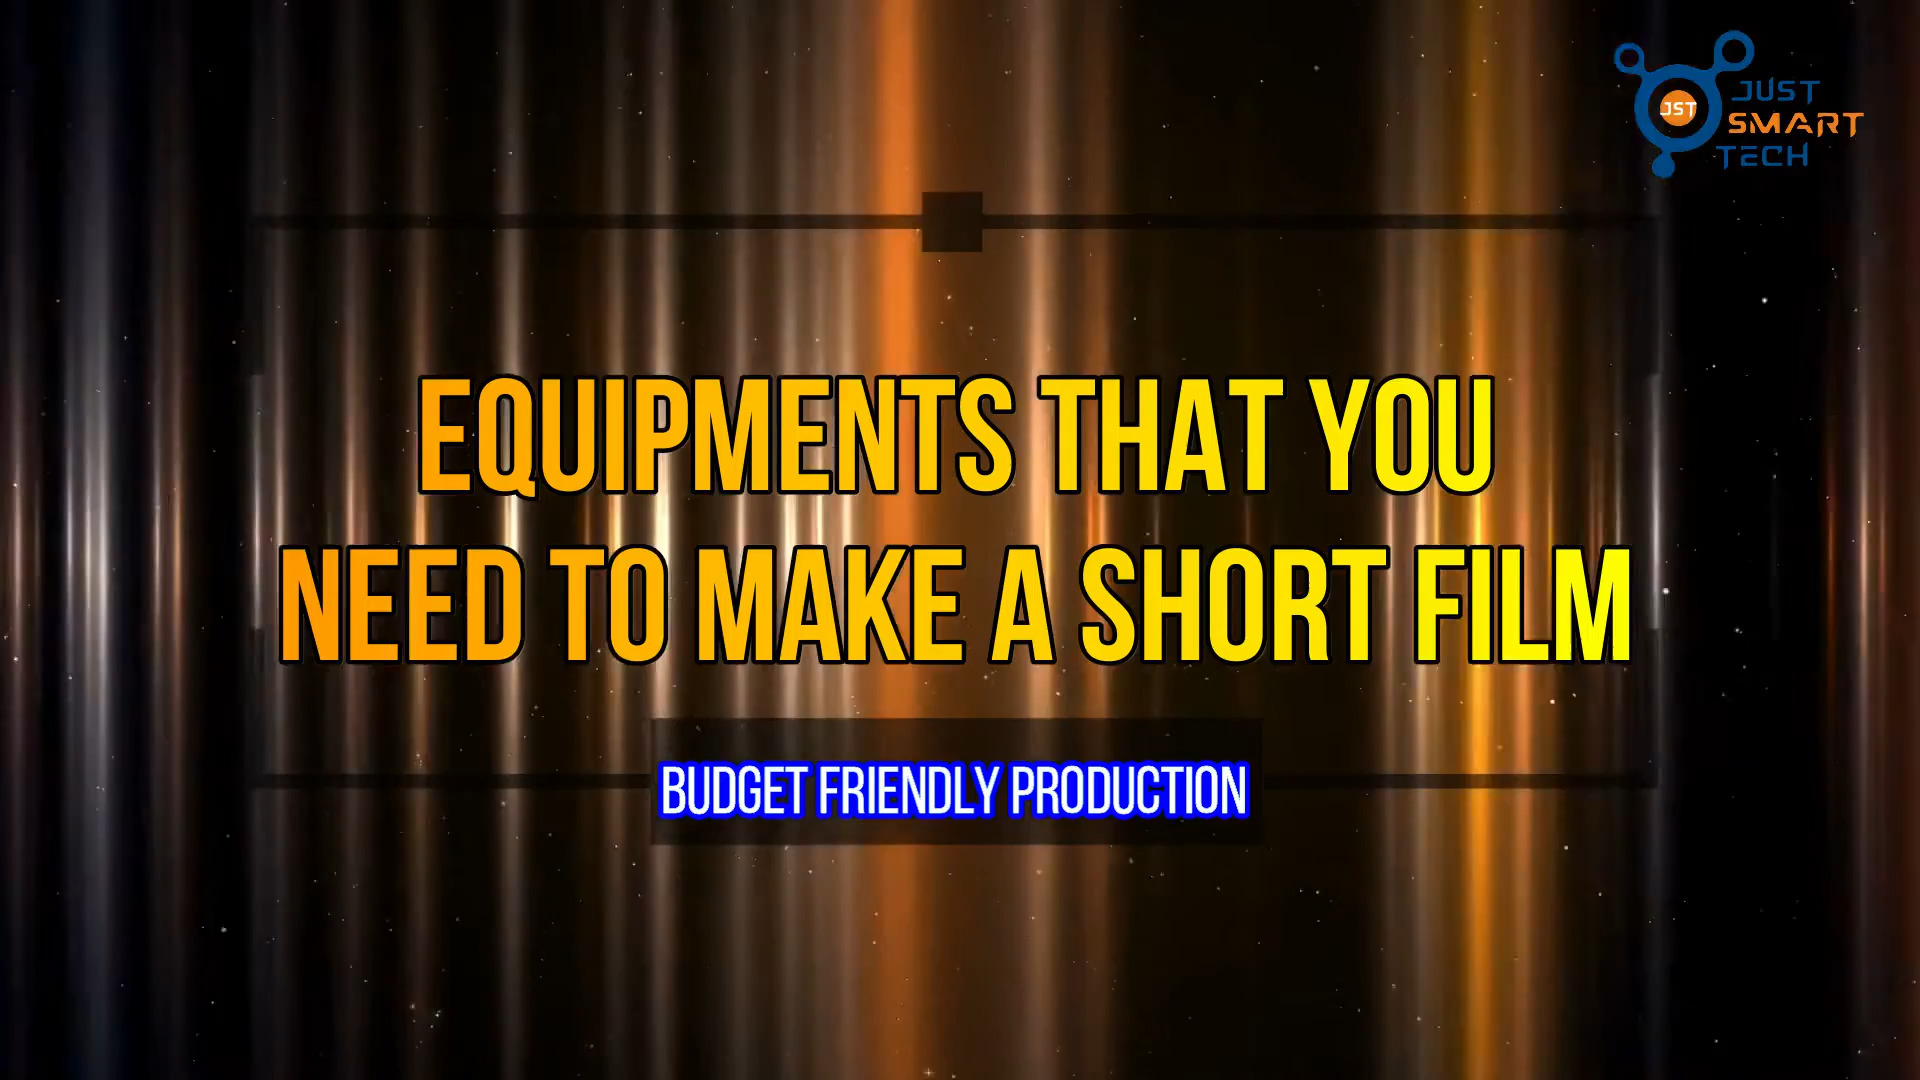 JUST
JST
SMART
TECH
EQUIPMENTS THAT YOU
NEED TO MAKE A SHORT FILM
BUDGET FRIENDLY PRODUCTION